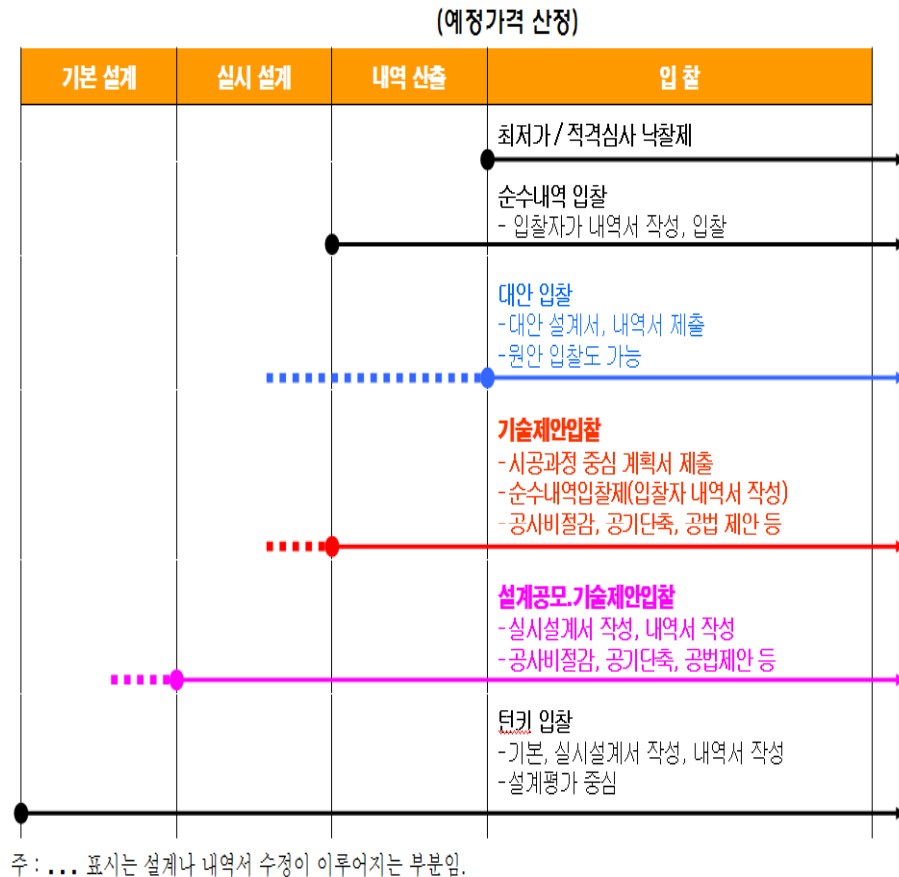 (예정가격 산정)
기본 설계 실시 설계 내역 산출 입 찰
최저가 / 적격심사 낙찰제
순수내역 입찰
- 입찰자가 내역서 작성, 입찰
대안 입찰
-대안 설계서, 내역서 제출
-원안 입찰도 가능
기술제안입찰
-시공과정 중심 계획서 제출
-순수내역입찰제(입찰자 내역서 작성)
-공사비절감, 공기단축, 공법 제안 등
설계공모.기술제안입찰
-실시설계서 작성, 내역서 작성
-공사비절감, 공기단축, 공법제안 등
턴키 입찰
-기본, 실시설계서 작성, 내역서 작성
-설계평가 중심
주 : ... 표시는 설계나 내역서 수정이 이루어지는 부분임.